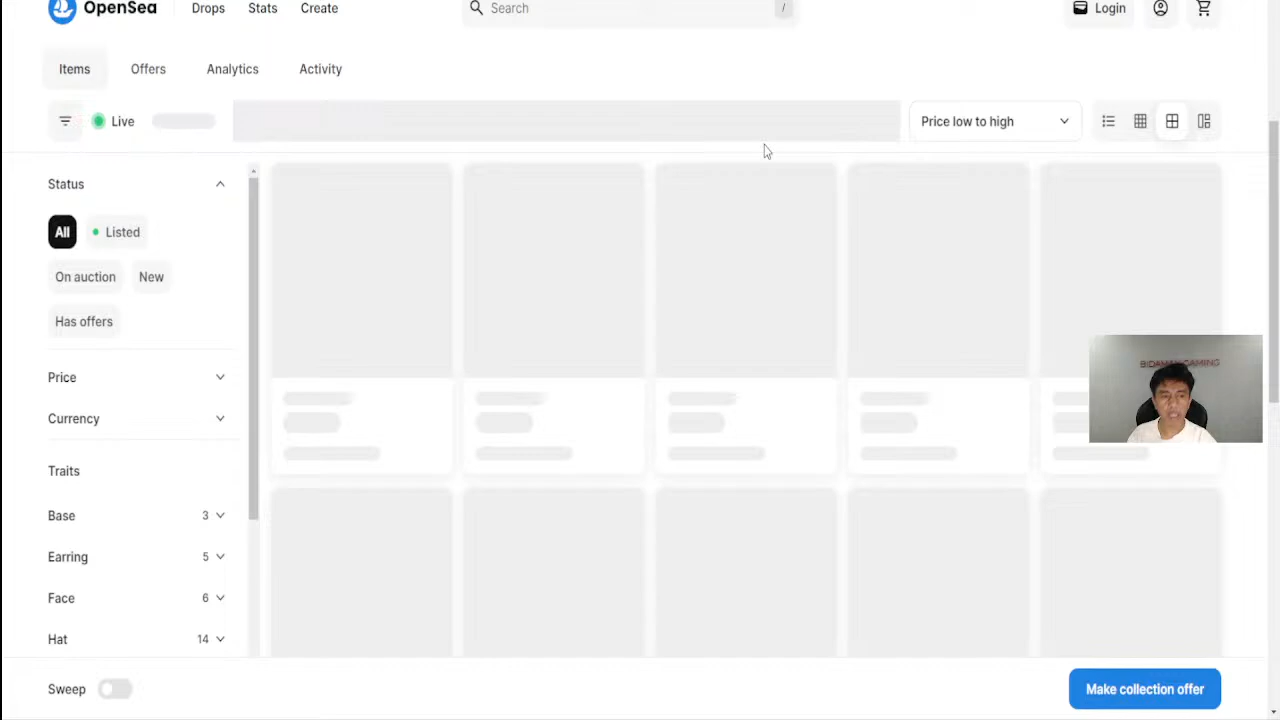 OpenSea Drops Stats Create Search / Login
Items Offers Analytics Activity
Live Price low to high
Status
All Listed
On auction New
Has offers
Price
Currency
Traits
Base 3
Earring 5
Face 6
Hat 14
Sweep Make collection offer